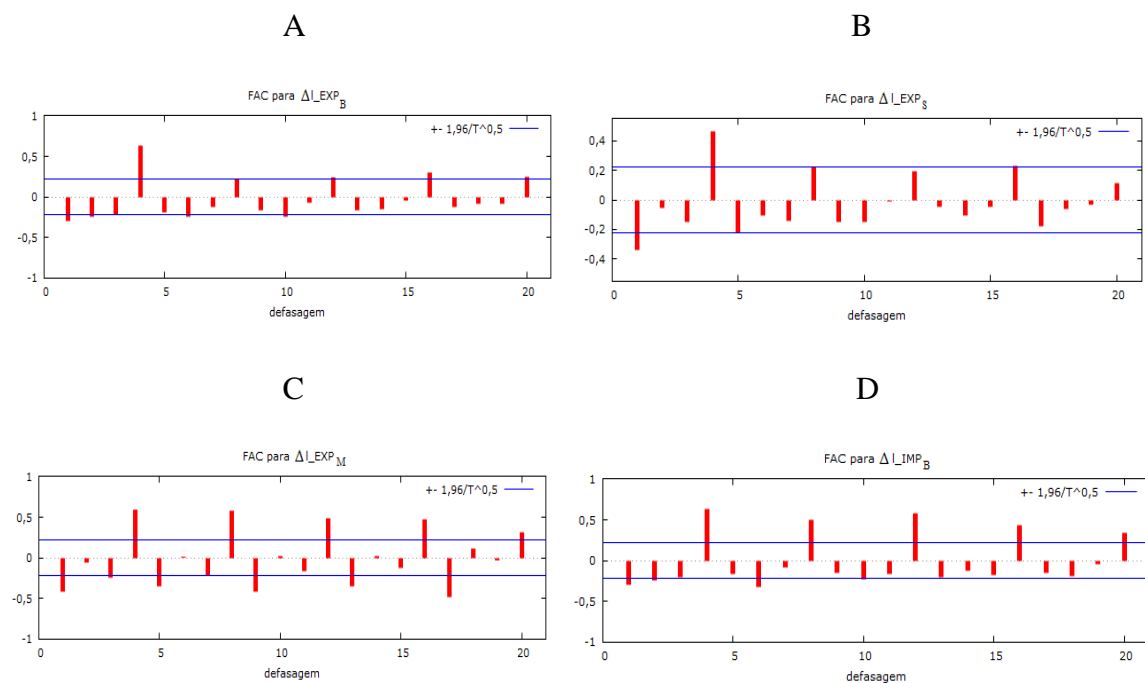 A
FAC para Δ l_EXP_B
+- 1,96/T^0,5
1
0,5
0
-0,5
-1
0 5 10 15 20
defasagem
B
FAC para Δ l_EXP_S
+- 1,96/T^0,5
0,4
0,2
0
-0,2
-0,4
0 5 10 15 20
defasagem
C
FAC para Δ l_EXP_M
+- 1,96/T^0,5
1
0,5
0
-0,5
-1
0 5 10 15 20
defasagem
D
FAC para Δ l_IMP_B
+- 1,96/T^0,5
1
0,5
0
-0,5
-1
0 5 10 15 20
defasagem